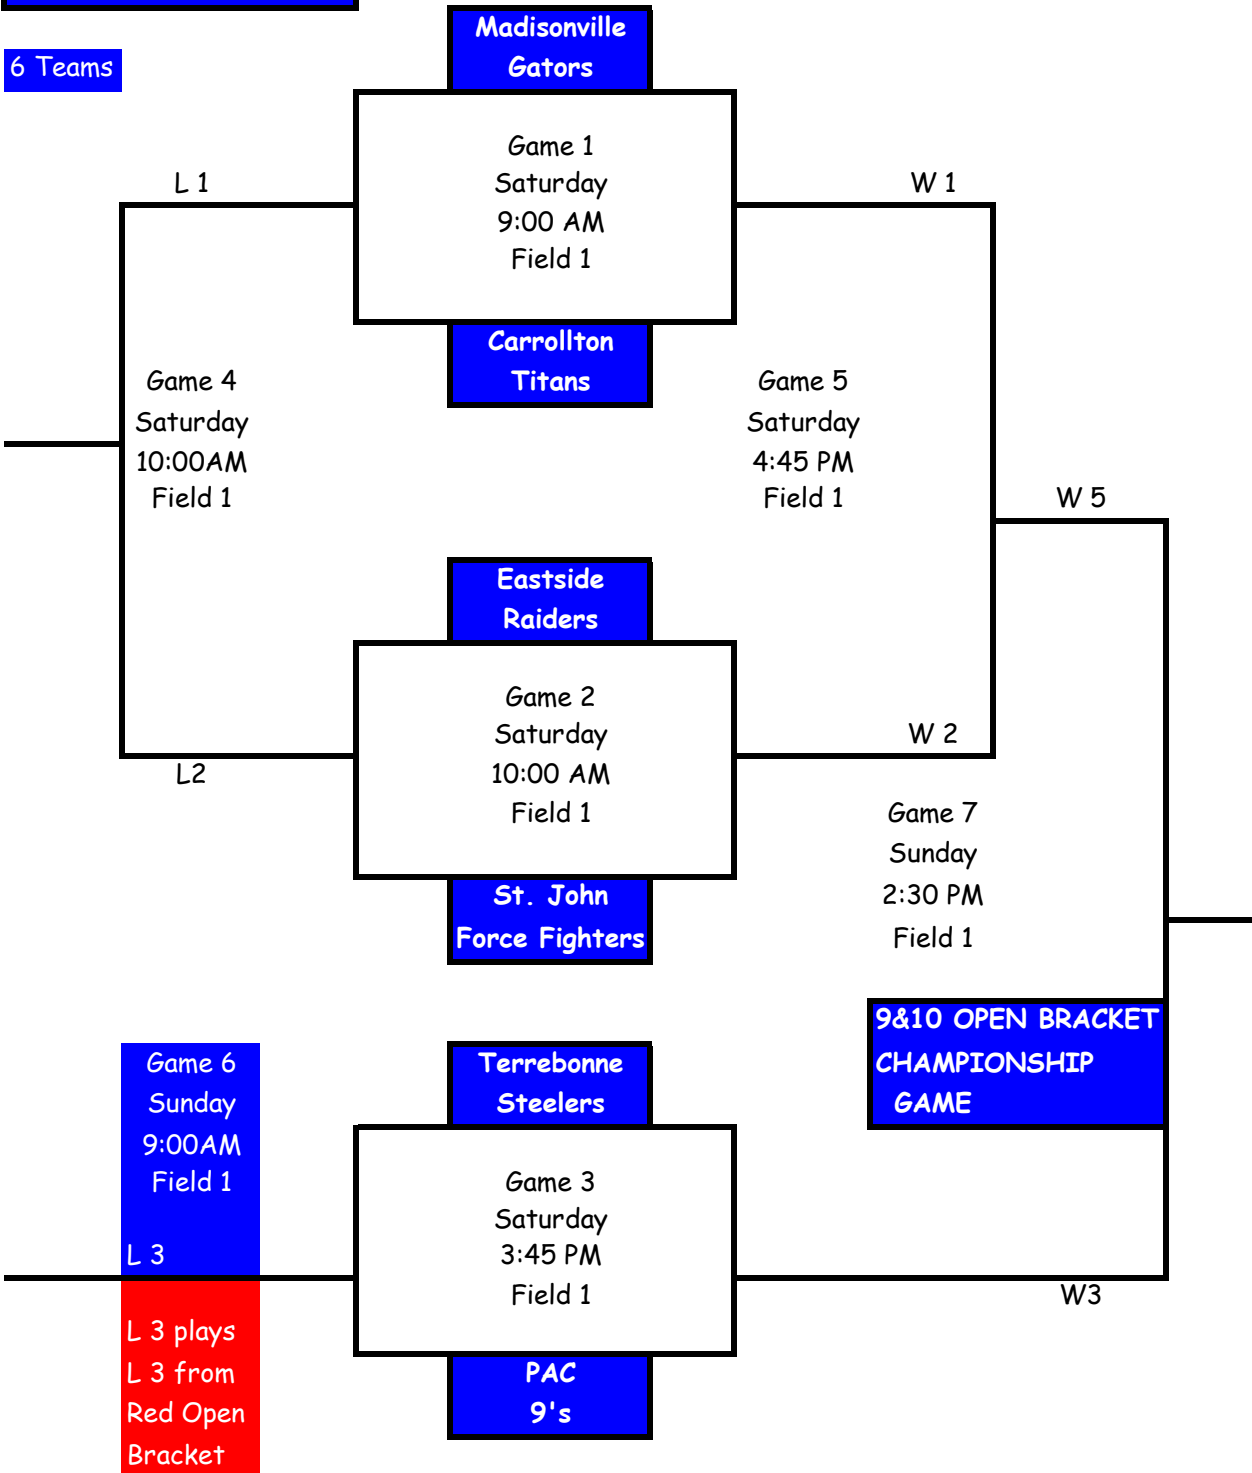 6 Teams
Madisonville
Gators
Game 1
Saturday
9:00 AM
Field 1
L 1
W 1
Carrollton
Titans
Game 4
Saturday
10:00AM
Field 1
Game 5
Saturday
4:45 PM
Field 1
W 5
Eastside
Raiders
Game 2
Saturday
10:00 AM
Field 1
L2
W 2
St. John
Force Fighters
Game 7
Sunday
2:30 PM
Field 1
9&10 OPEN BRACKET
CHAMPIONSHIP
GAME
Game 6
Sunday
9:00AM
Field 1
L 3
Terrebonne
Steelers
Game 3
Saturday
3:45 PM
Field 1
W3
L 3 plays
L 3 from
Red Open
Bracket
PAC
9's